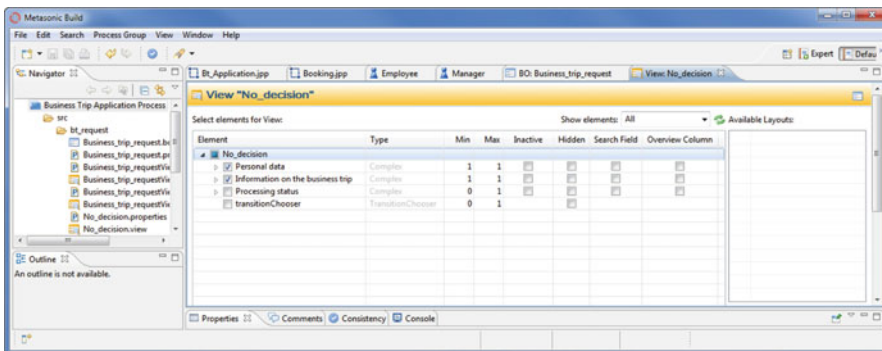 Metasonic Build
File Edit Search Process Group View Window Help
Expert Defau
Navigator
Bt_Application.jpp Booking.jpp Employee Manager BO: Business_trip_request View: No_decision
Business Trip Application Process
src
bt_request
Business_trip_request.bo
Business_trip_request.pr
Business_trip_requestVie
Business_trip_requestVie
Business_trip_requestVie
No_decision.properties
No_decision.view
View "No_decision"
Select elements for View:
Show elements: All
Available Layouts:
Element Type Min Max Inactive Hidden Search Field Overview Column
No_decision
Personal data Complex 1 1
Information on the business trip Complex 1 1
Processing status Complex 0 1
transitionChooser TransitionChooser 0 1
Outline
An outline is not available.
Properties Comments Consistency Console